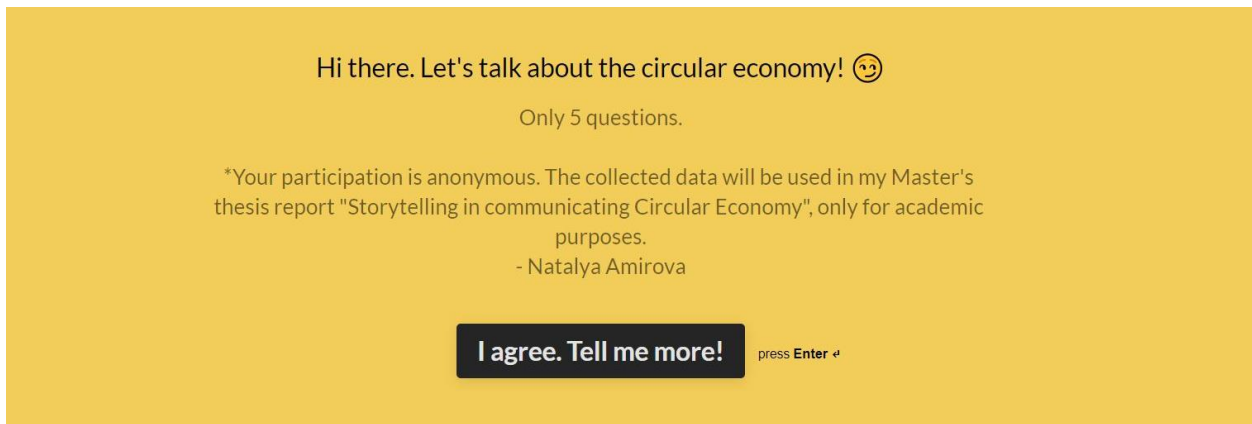 Hi there. Let's talk about the circular economy! 😏
Only 5 questions.
*Your participation is anonymous. The collected data will be used in my Master's
thesis report "Storytelling in communicating Circular Economy", only for academic
purposes.
- Natalya Amirova
I agree. Tell me more!
press Enter ↵